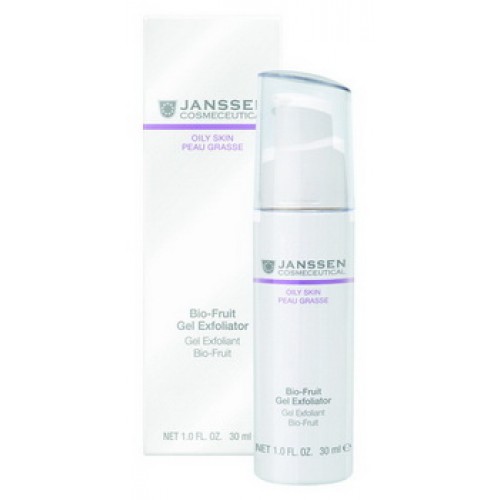 JANSSEN
COSMECEUTICAL
OILY SKIN
PEAU GRASSE
Bio-Fruit
Gel Exfoliator
Gel Exfoliant
Bio-Fruit
NET 1.0 FL. OZ. 30 ml
JANSSEN
COSMECEUTICAL
OILY SKIN
PEAU GRASSE
Bio-Fruit
Gel Exfoliator
Gel Exfoliant
Bio-Fruit
NET 1.0 FL. OZ. 30 ml €